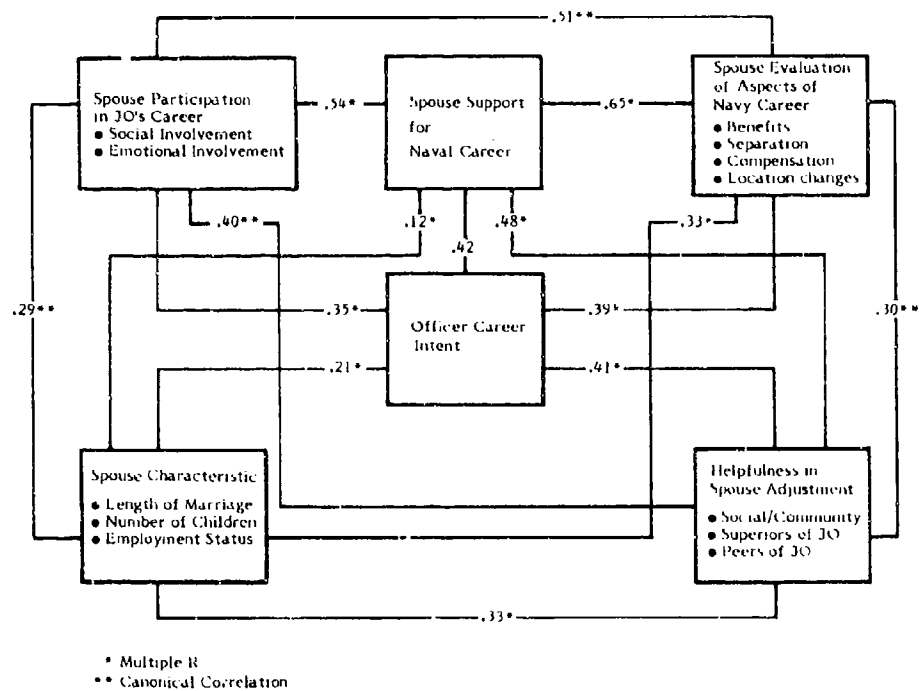 .51**
Spouse Participation
in JO's Career
● Social Involvement
● Emotional Involvement
.54*
Spouse Support
for
Naval Career
.65*
Spouse Evaluation
of Aspects of
Navy Career
● Benefits
● Separation
● Compensation
● Location changes
.40**
.12*
.48*
.33*
.42
.29**
.35*
Officer Career
Intent
.39*
.30**
.21*
.41*
Spouse Characteristic
● Length of Marriage
● Number of Children
● Employment Status
Helpfulness in
Spouse Adjustment
● Social/Community
● Superiors of JO
● Peers of JO
.33*
* Multiple R
** Canonical Correlation